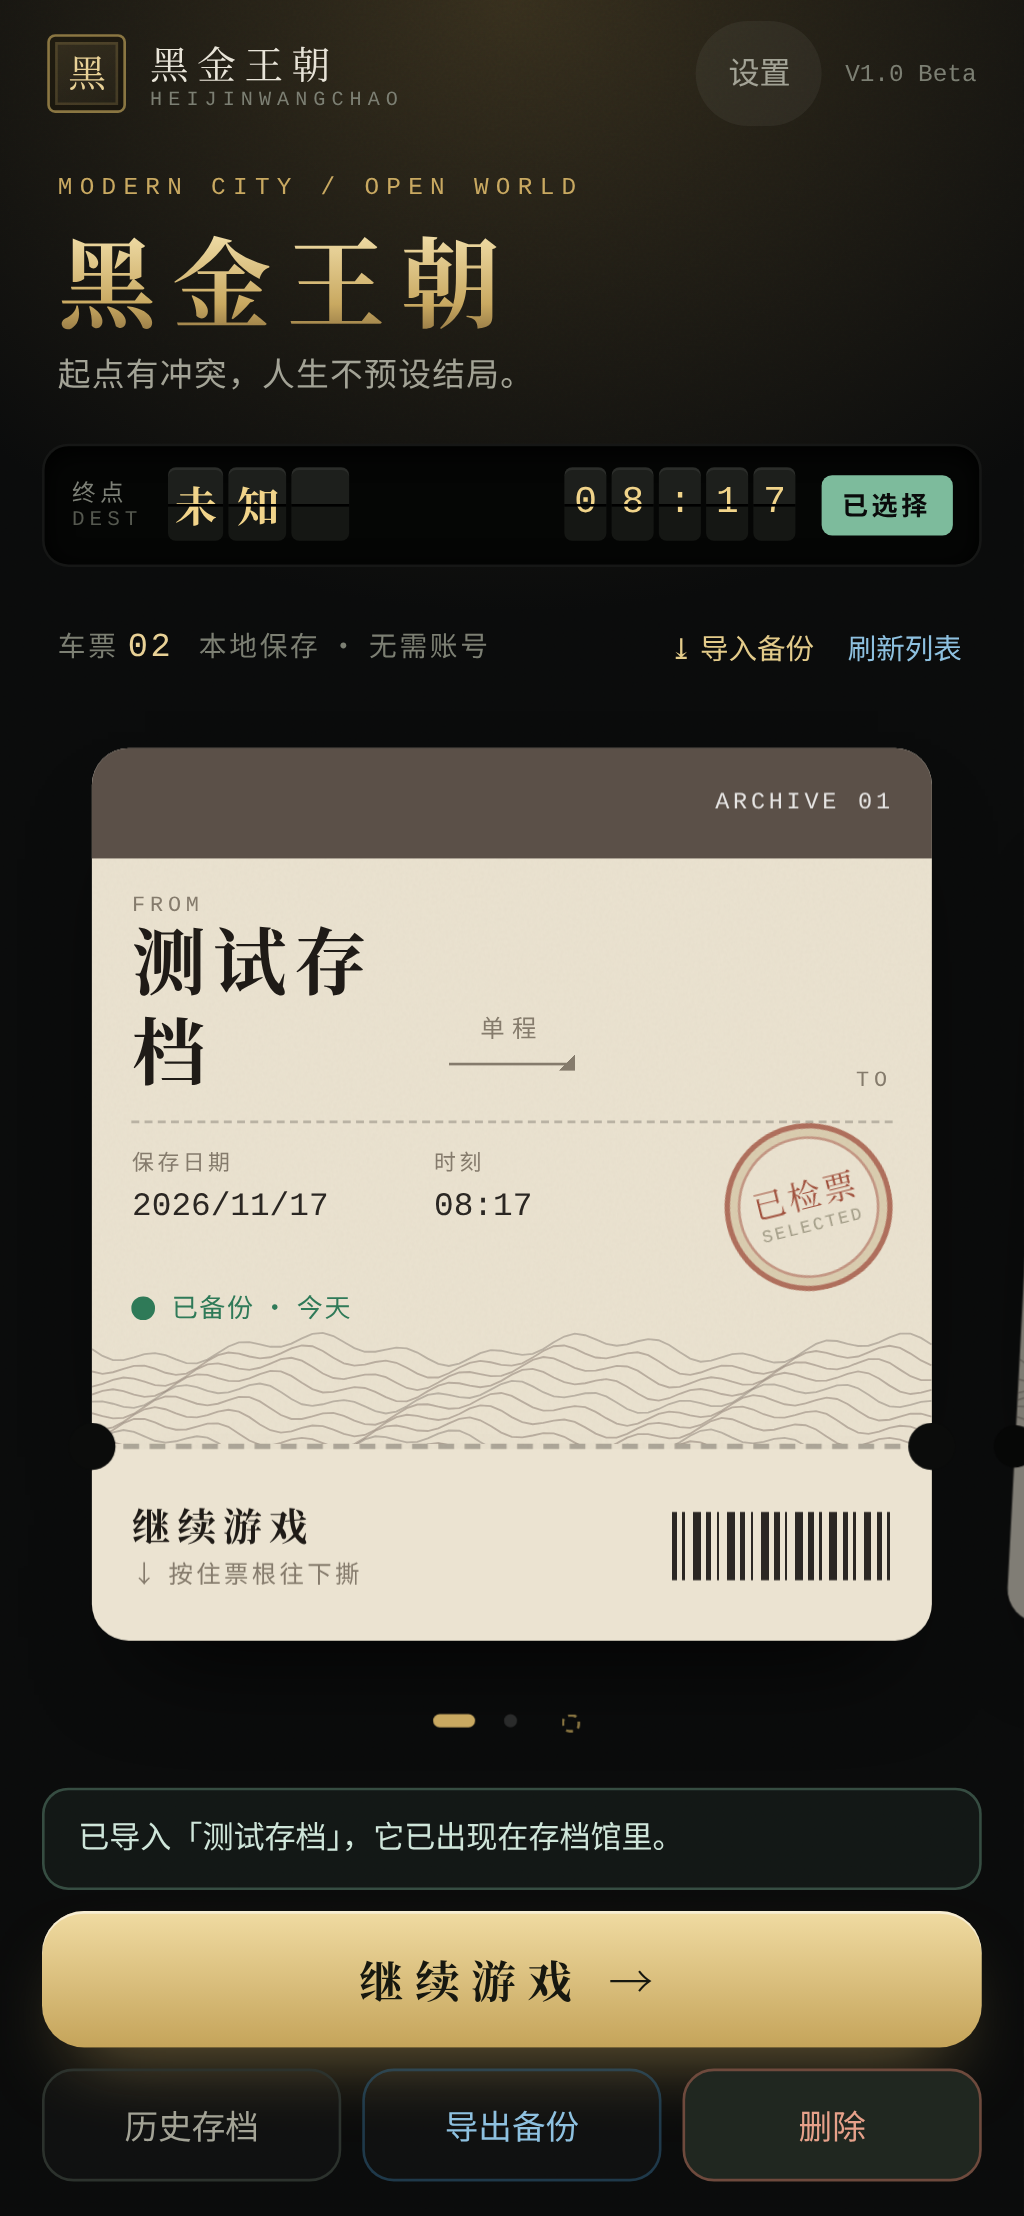 黑
黑金王朝
HEIJINWANGCHAO
设置
V1.0 Beta
MODERN CITY / OPEN WORLD
黑金王朝
起点有冲突，人生不预设结局。
终点
DEST
未知
08:17
已选择
车票 02 本地保存 · 无需账号
⤓ 导入备份
刷新列表
ARCHIVE 01
FROM
测试存
档
单程
TO
保存日期
时刻
2026/11/17
08:17
已检票
SELECTED
已备份 · 今天
继续游戏
↓ 按住票根往下撕
已导入「测试存档」，它已出现在存档馆里。
继续游戏 →
历史存档
导出备份
删除